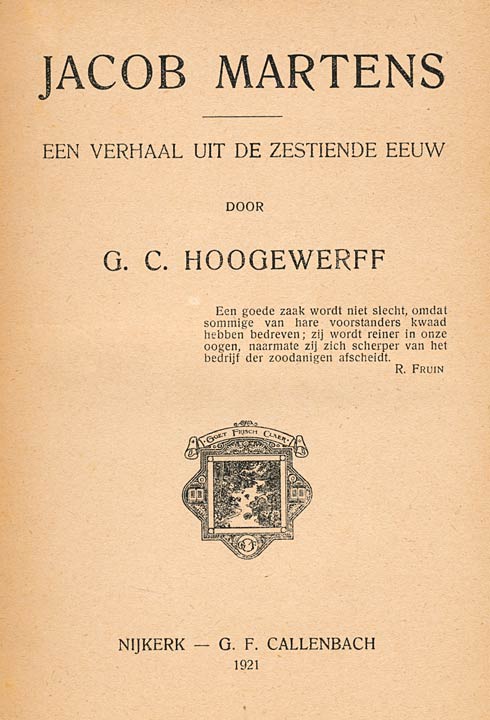 JACOB MARTENS
EEN VERHAAL UIT DE ZESTIENDE EEUW
DOOR
G. C. HOOGEWERFF
Een goede zaak wordt niet slecht, omdat
sommige van hare voorstanders kwaad
hebben bedreven; zij wordt reiner in onze
oogen, naarmate zij zich scherper van het
bedrijf der zoodanigen afscheidt.
R. FRUIN
GOET FRISCH CLAER
NIJKERK — G. F. CALLENBACH
1921